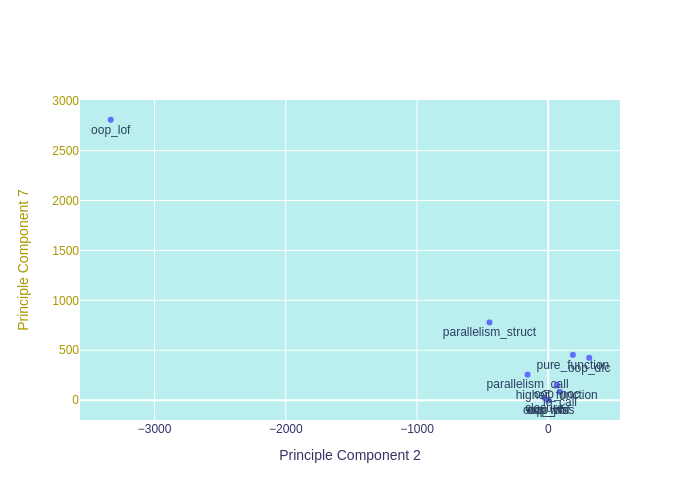 3000
oop_lof
2500
2000
Principle Component 7
1500
1000
parallelism_struct
500
pure_function
parallelism_call
higher_function
0
−3000
−2000
−1000
0
Principle Component 2